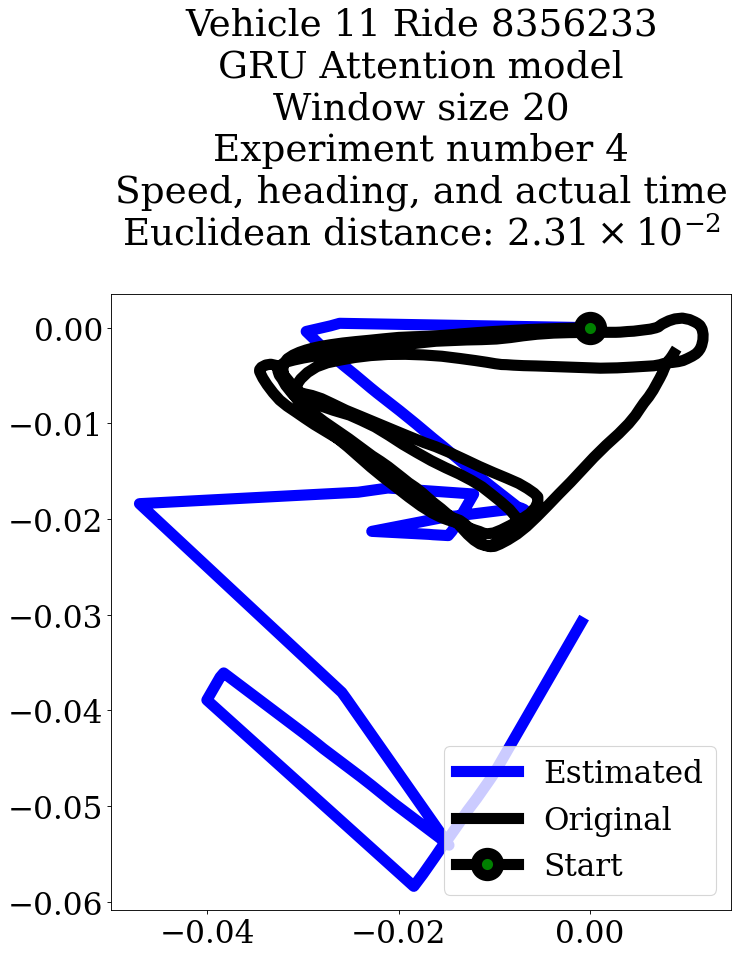 Vehicle 11 Ride 8356233
GRU Attention model
Window size 20
Experiment number 4
Speed, heading, and actual time
Euclidean distance: 2.31 × 10⁻²
0.00
−0.01
−0.02
−0.03
−0.04
−0.05
−0.06
Estimated
Original
Start
−0.04 −0.02 0.00